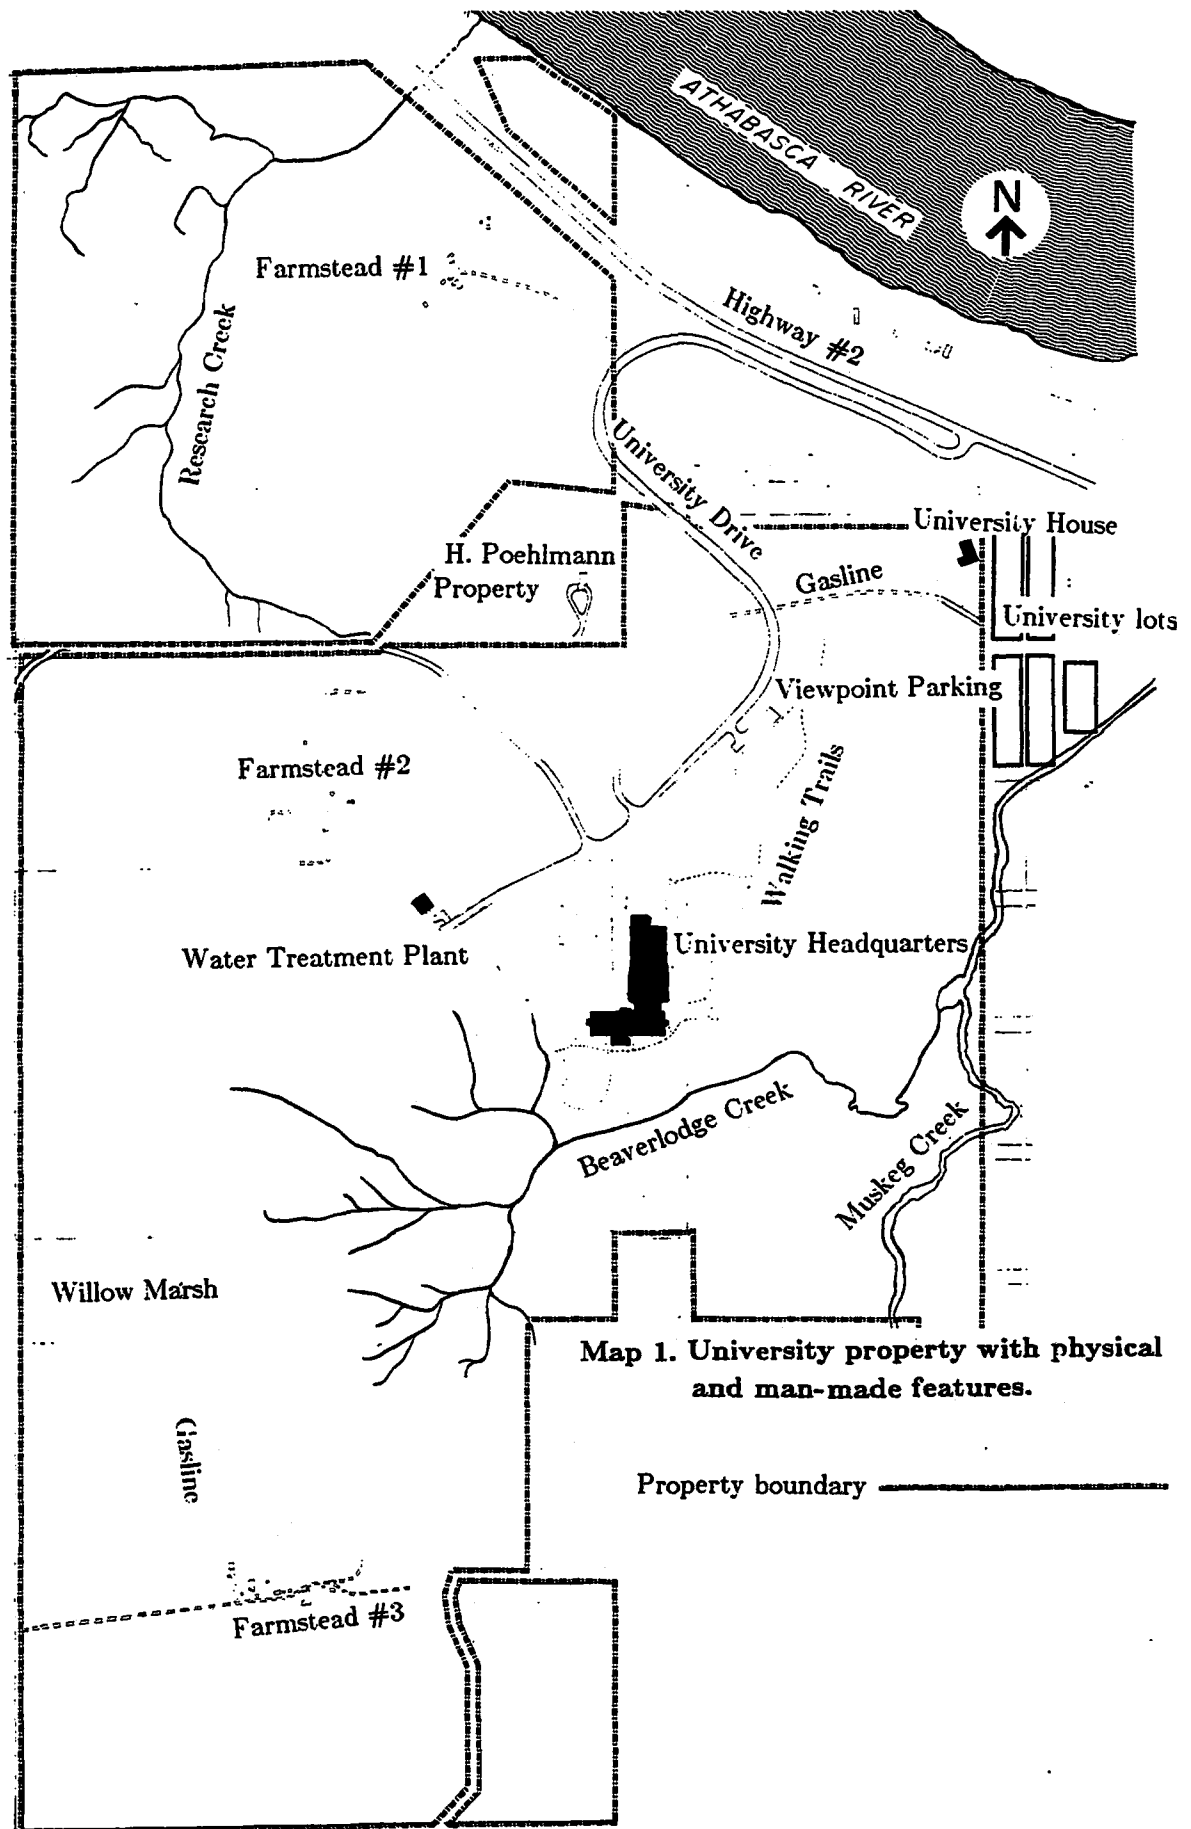 ATHABASCA RIVER
N
Farmstead #1
Highway #2
Research Creek
University Drive
University House
H. Poehlmann
Property
Gasline
University lots
Viewpoint Parking
Farmstead #2
Walking Trails
University Headquarters
Water Treatment Plant
Beaverlodge Creek
Muskeg Creek
Willow Marsh
Map 1. University property with physical
and man-made features.
Gasline
Property boundary
Farmstead #3